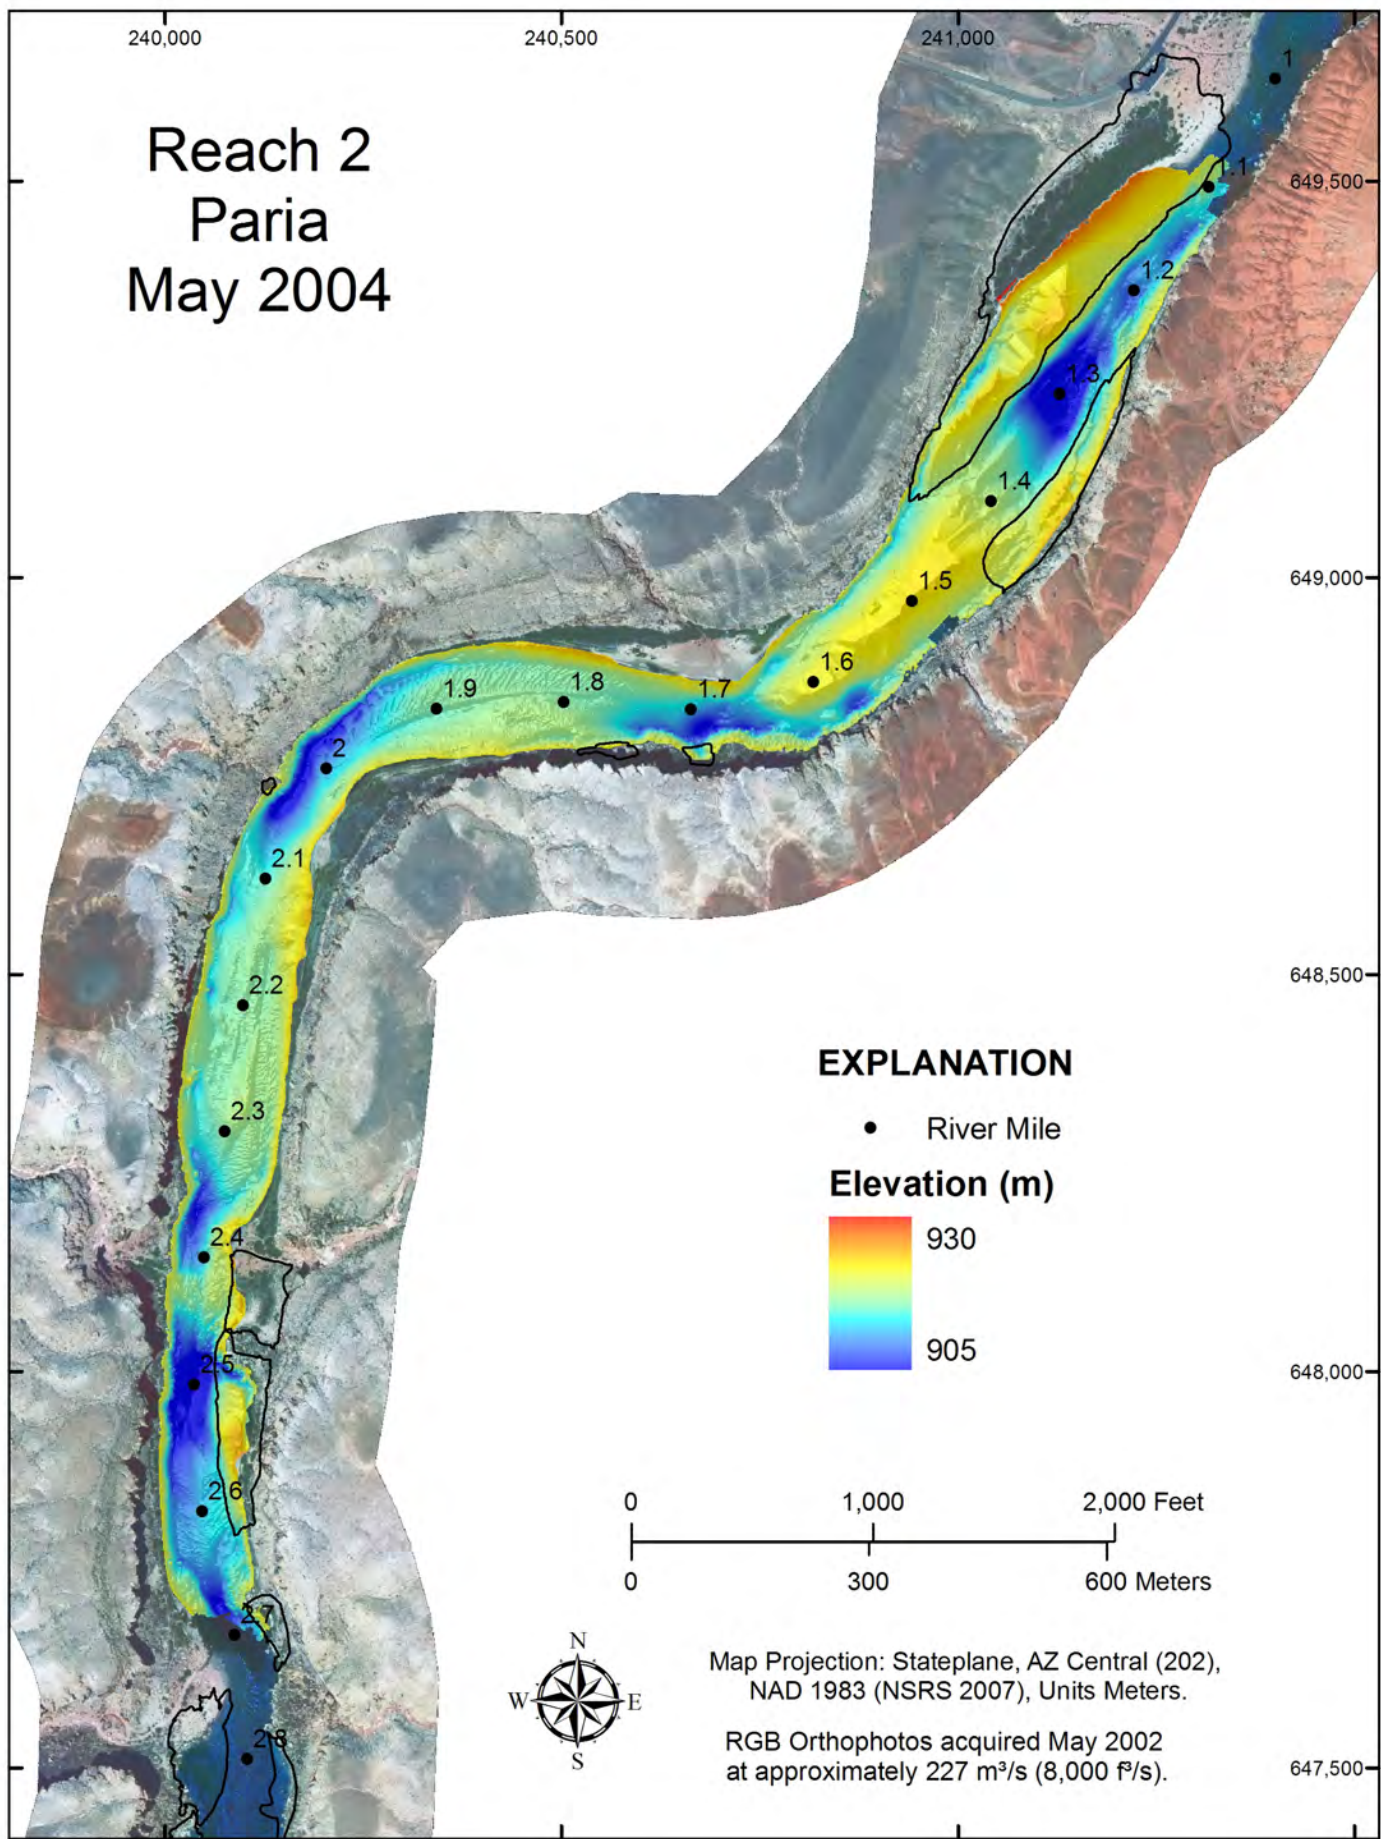 240,000
240,500
241,000
Reach 2
Paria
May 2004
1
1.1
649,500
1.2
1.3
1.4
1.5
649,000
1.6
1.7
1.8
1.9
2
2.1
2.2
648,500
2.3
2.4
2.5
648,000
2.6
2.7
2.8
647,500
EXPLANATION
River Mile
Elevation (m)
930
905
0 1,000 2,000 Feet
0 300 600 Meters
N
W E
S
Map Projection: Stateplane, AZ Central (202),
NAD 1983 (NSRS 2007), Units Meters.
RGB Orthophotos acquired May 2002
at approximately 227 m³/s (8,000 f³/s).